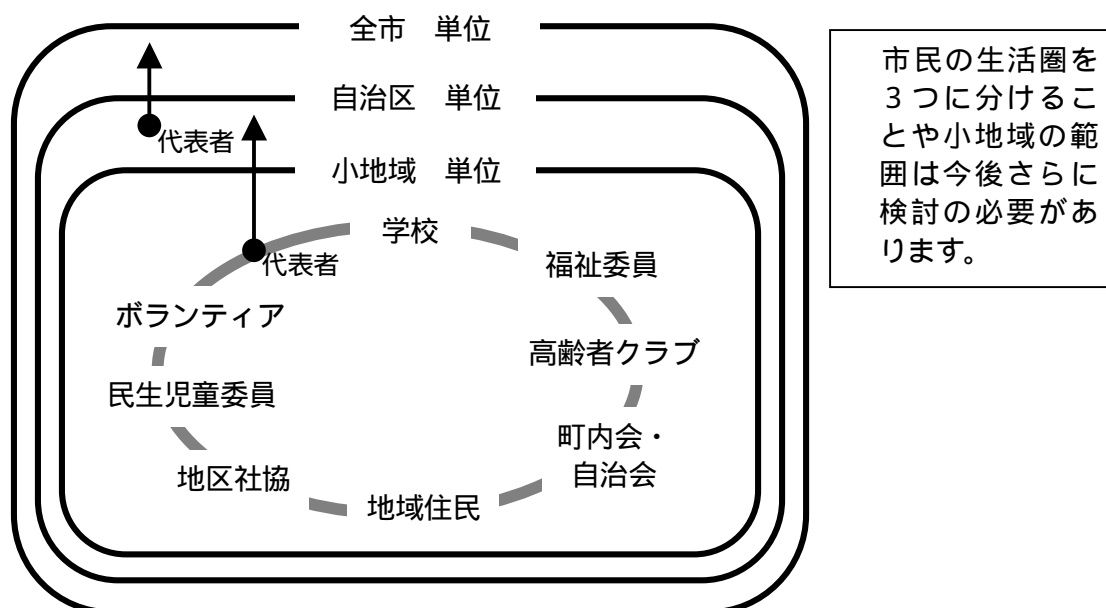 全市　単位
自治区　単位
代表者
小地域　単位
学校
代表者
福祉委員
ボランティア
高齢者クラブ
民生児童委員
町内会・
自治会
地区社協
地域住民
市民の生活圏を
３つに分けるこ
とや小地域の範
囲は今後さらに
検討の必要があ
ります。